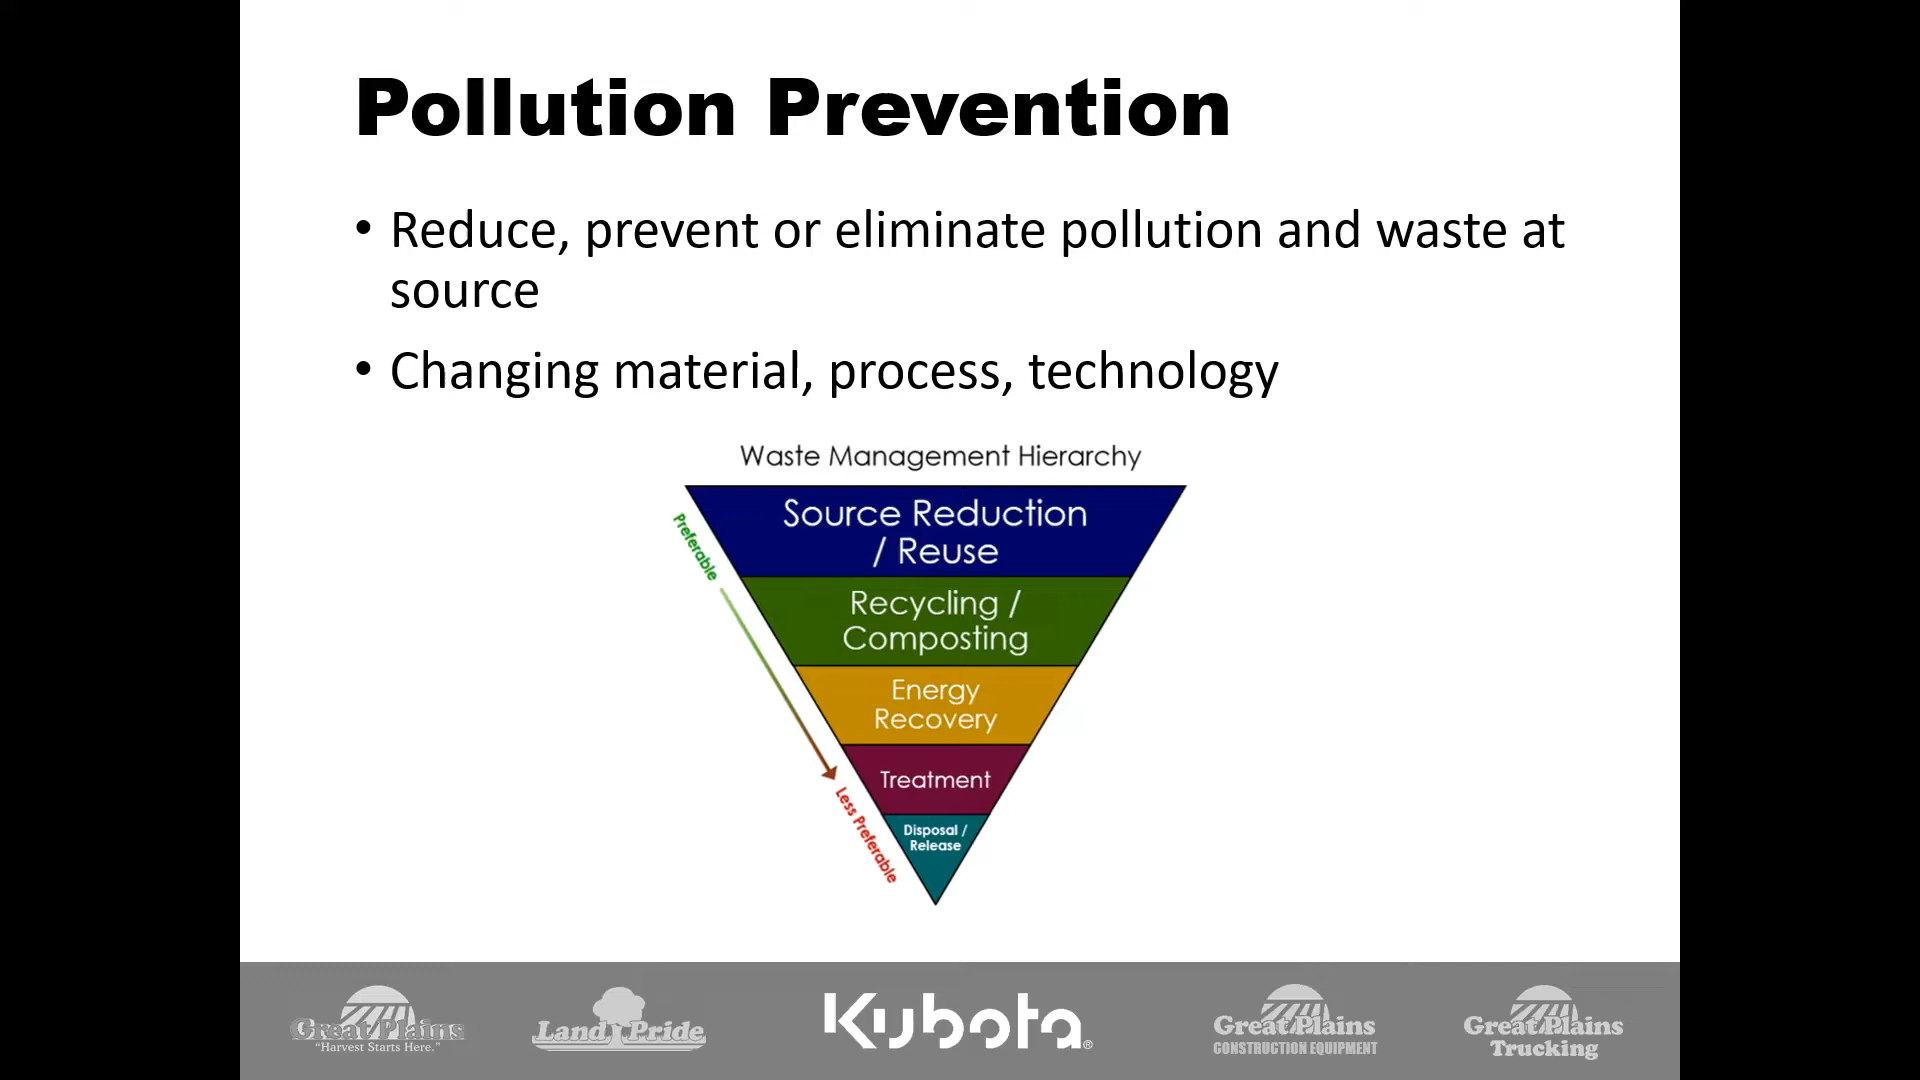 Pollution Prevention
• Reduce, prevent or eliminate pollution and waste at
source
• Changing material, process, technology
Waste Management Hierarchy
Preferable
Source Reduction
/ Reuse
Recycling /
Composting
Energy
Recovery
Treatment
Less Preferable
Disposal /
Release
Great Plains
"Harvest Starts Here."
Land Pride
Kubota®
Great Plains
CONSTRUCTION EQUIPMENT
Great Plains
Trucking